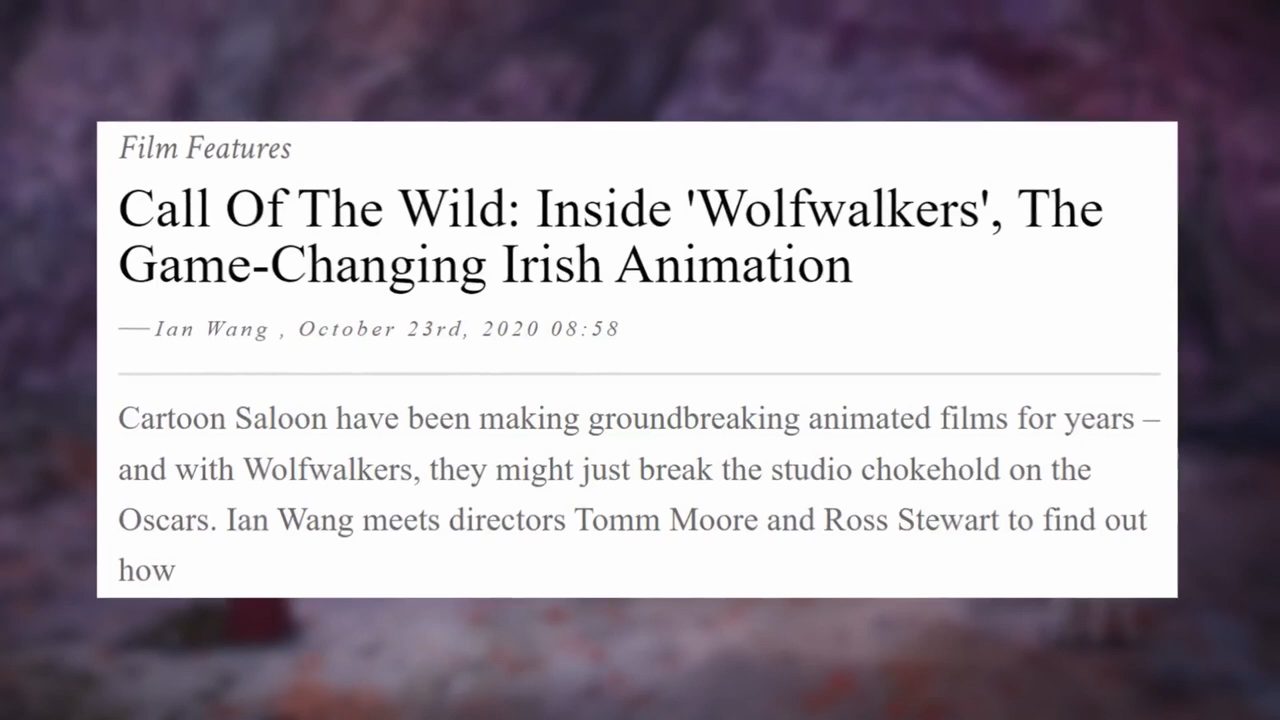 Film Features
Call Of The Wild: Inside 'Wolfwalkers', The
Game-Changing Irish Animation
—Ian Wang , October 23rd, 2020 08:58
Cartoon Saloon have been making groundbreaking animated films for years –
and with Wolfwalkers, they might just break the studio chokehold on the
Oscars. Ian Wang meets directors Tomm Moore and Ross Stewart to find out
how